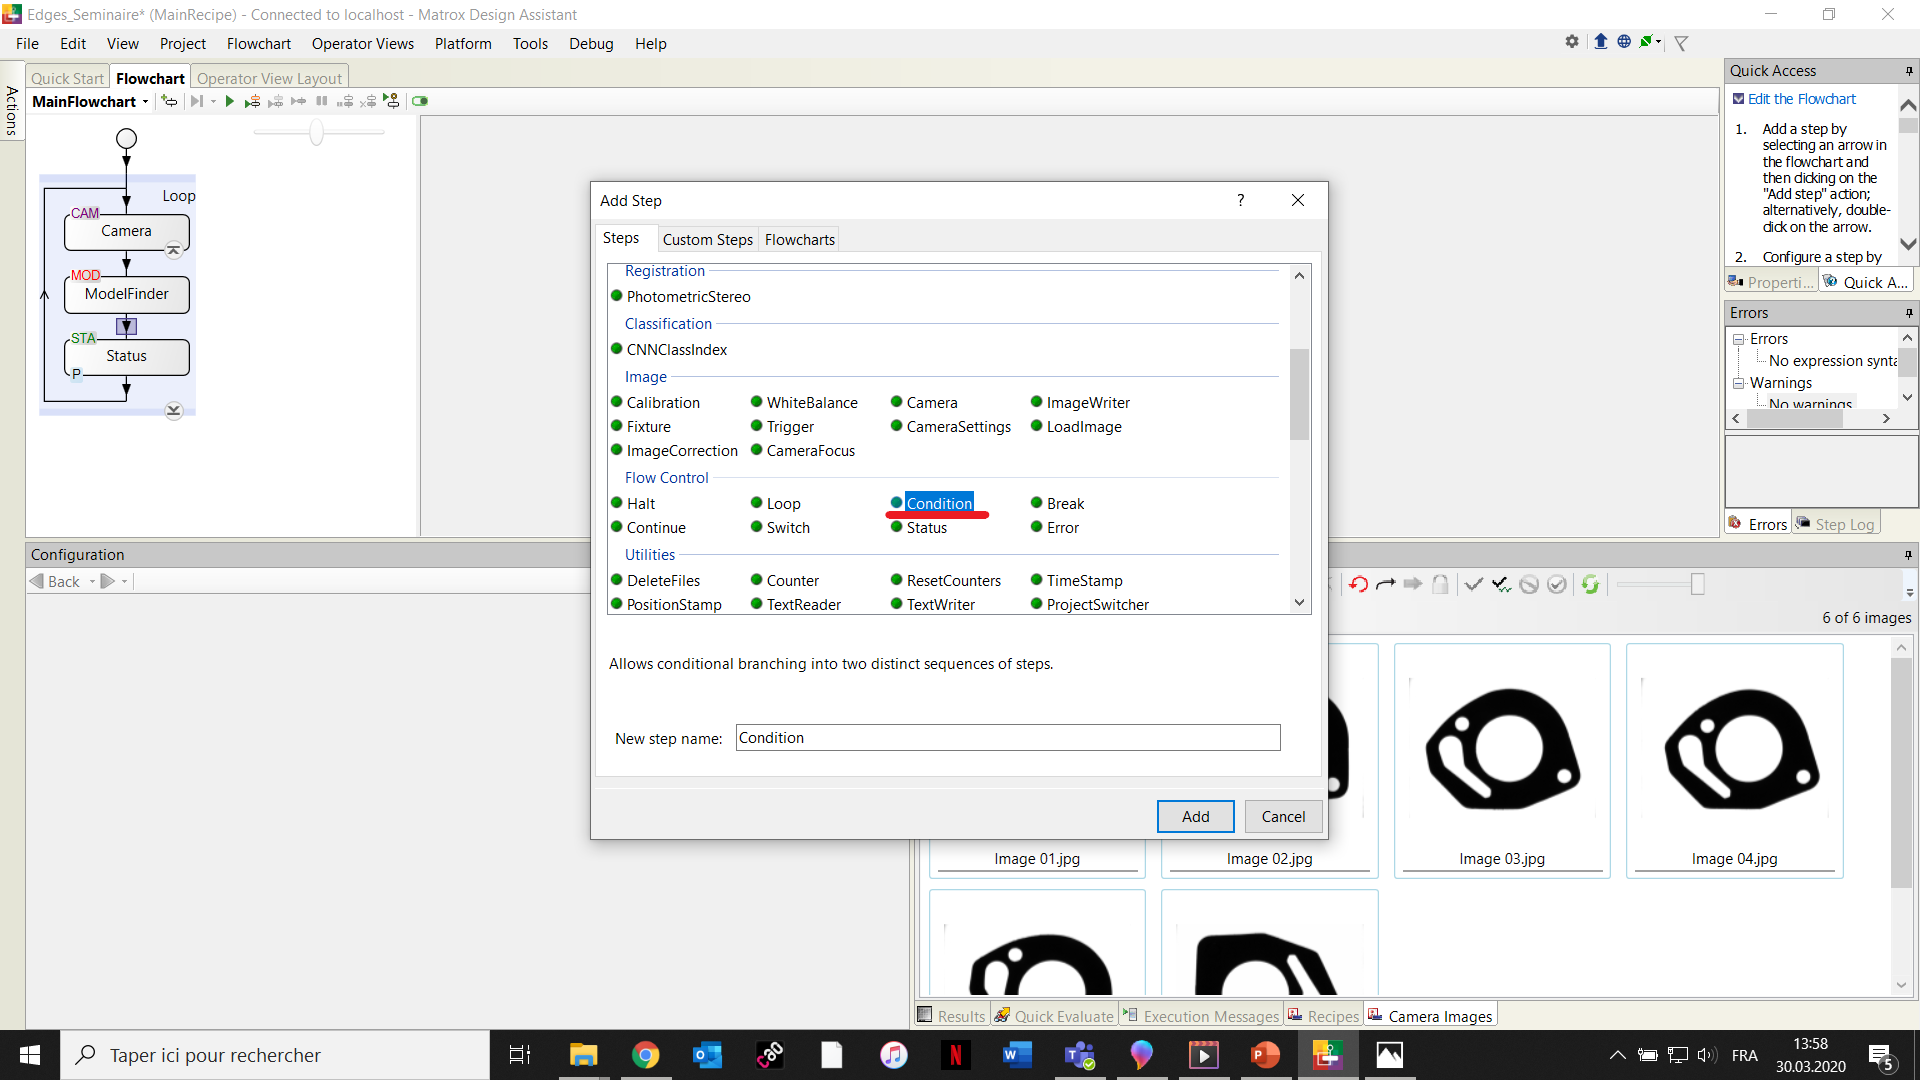 Edges_Seminaire* (MainRecipe) - Connected to localhost - Matrox Design Assistant
File Edit View Project Flowchart Operator Views Platform Tools Debug Help
Quick Start Flowchart Operator View Layout
Actions
MainFlowchart
Loop
CAM
Camera
MOD
ModelFinder
STA
Status
P
Add Step
?
Steps Custom Steps Flowcharts
Registration
PhotometricStereo
Classification
CNNClassIndex
Image
Calibration WhiteBalance Camera ImageWriter
Fixture Trigger CameraSettings LoadImage
ImageCorrection CameraFocus
Flow Control
Halt Loop Condition Break
Continue Switch Status Error
Utilities
DeleteFiles Counter ResetCounters TimeStamp
PositionStamp TextReader TextWriter ProjectSwitcher
Allows conditional branching into two distinct sequences of steps.
New step name: Condition
Add Cancel
Quick Access
Edit the Flowchart
1. Add a step by
selecting an arrow in
the flowchart and
then clicking on the
"Add step" action;
alternatively, double-
click on the arrow.
2. Configure a step by
Properti... Quick A...
Errors
Errors
No expression synta
Warnings
No warnings
Errors Step Log
Configuration
Back
6 of 6 images
Image 01.jpg Image 02.jpg Image 03.jpg Image 04.jpg
Results Quick Evaluate Execution Messages Recipes Camera Images
Taper ici pour rechercher
FRA
13:58
30.03.2020
5